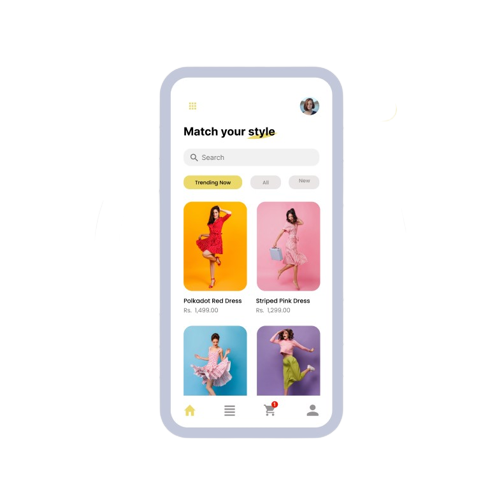 Match your style
Search
Trending Now
All
New
Polkadot Red Dress
Striped Pink Dress
Rs. 1,499.00
Rs. 1,299.00
1